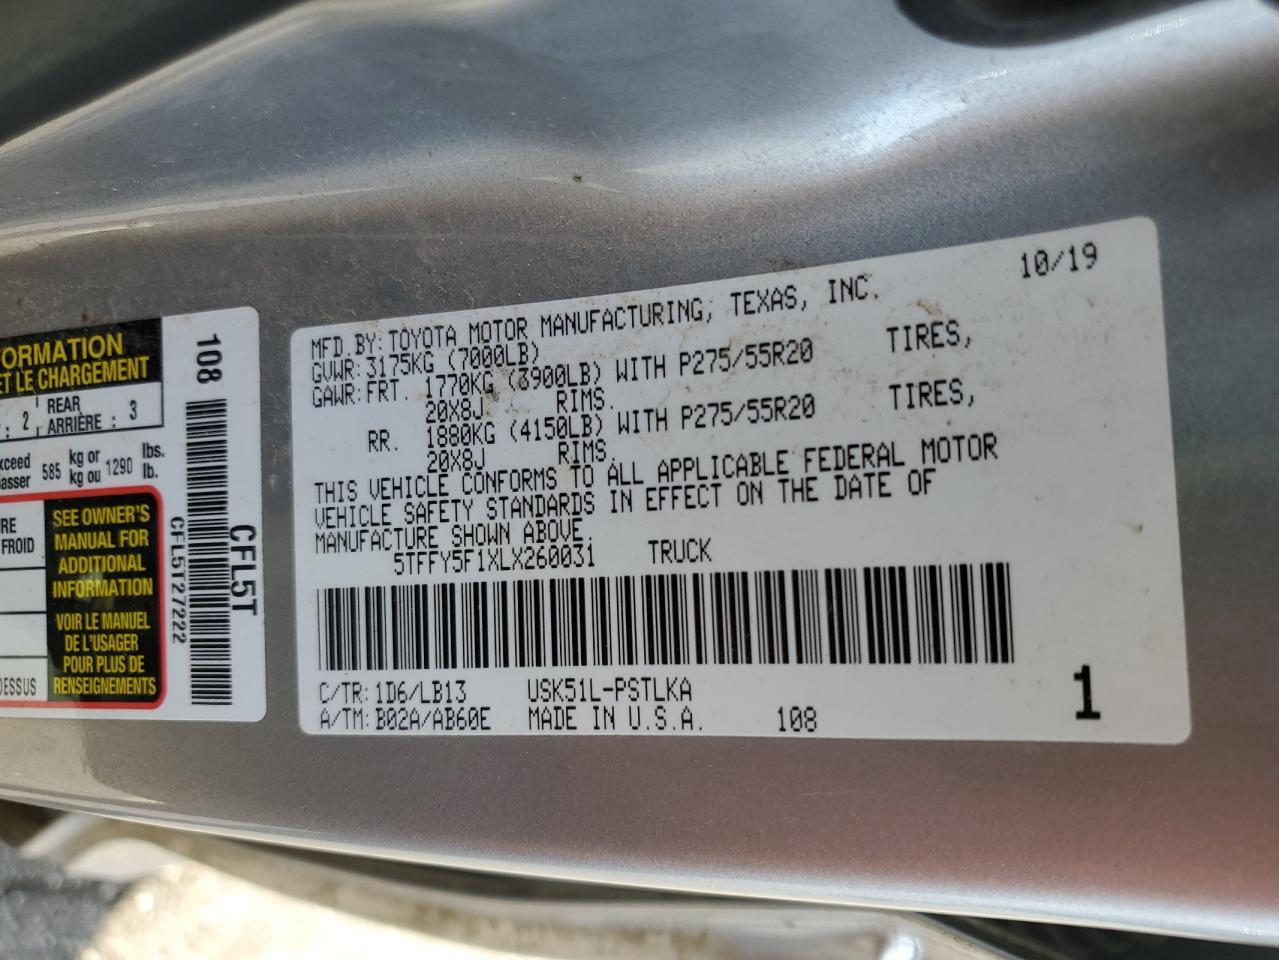 ORMATION
ET LE CHARGEMENT
: 2 REAR ARRIÈRE : 3
585 kg or kg ou 1290 lbs. lb.
FROID
SEE OWNER'S
MANUAL FOR
ADDITIONAL
INFORMATION
VOIR LE MANUEL
DE L'USAGER
POUR PLUS DE
RENSEIGNEMENTS
108
CFL5T27222
CFL5T
10/19
MFD.BY:TOYOTA MOTOR MANUFACTURING, TEXAS, INC.
GVWR:3175KG (7000LB)
GAWR:FRT. 1770KG (3900LB) WITH P275/55R20 TIRES,
20X8J RIMS.
RR. 1880KG (4150LB) WITH P275/55R20 TIRES,
20X8J RIMS.
THIS VEHICLE CONFORMS TO ALL APPLICABLE FEDERAL MOTOR
VEHICLE SAFETY STANDARDS IN EFFECT ON THE DATE OF
MANUFACTURE SHOWN ABOVE.
5TFFY5F1XLX260031 TRUCK
C/TR:1D6/LB13 USK51L-PSTLKA
A/TM:B02A/AB60E MADE IN U.S.A. 108
1